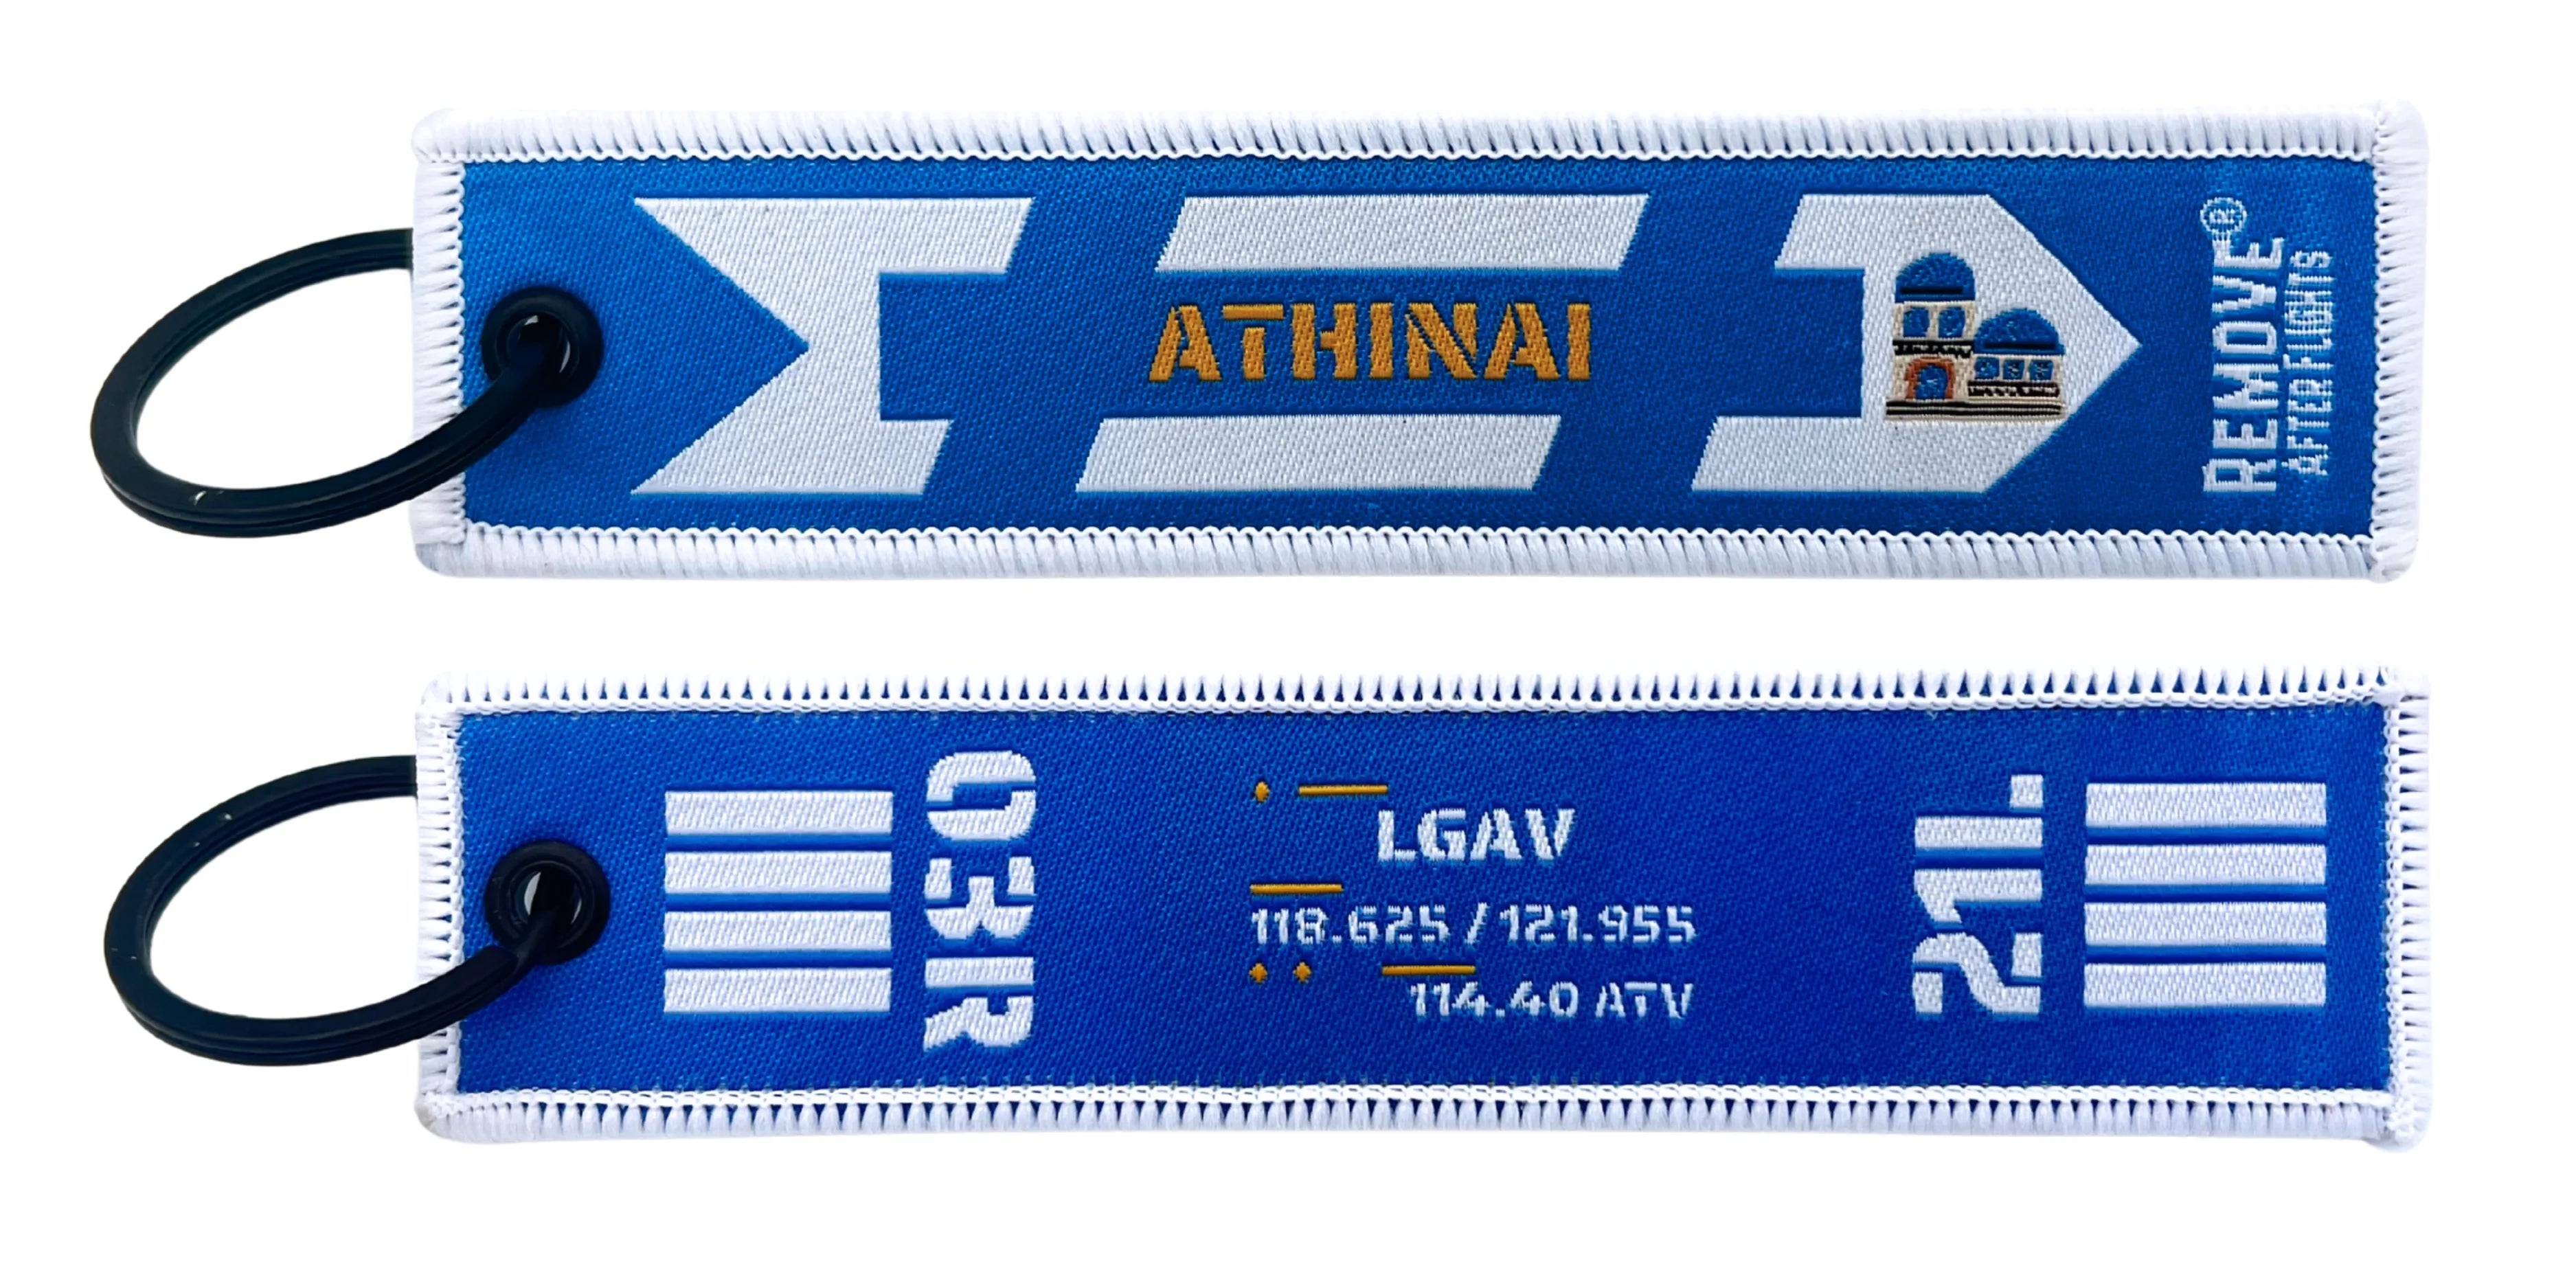 ATHINAI
REMOVE®
AFTER FLIGHTS
03R
LGAV
118.625 / 121.955
114.40 ATV
21L